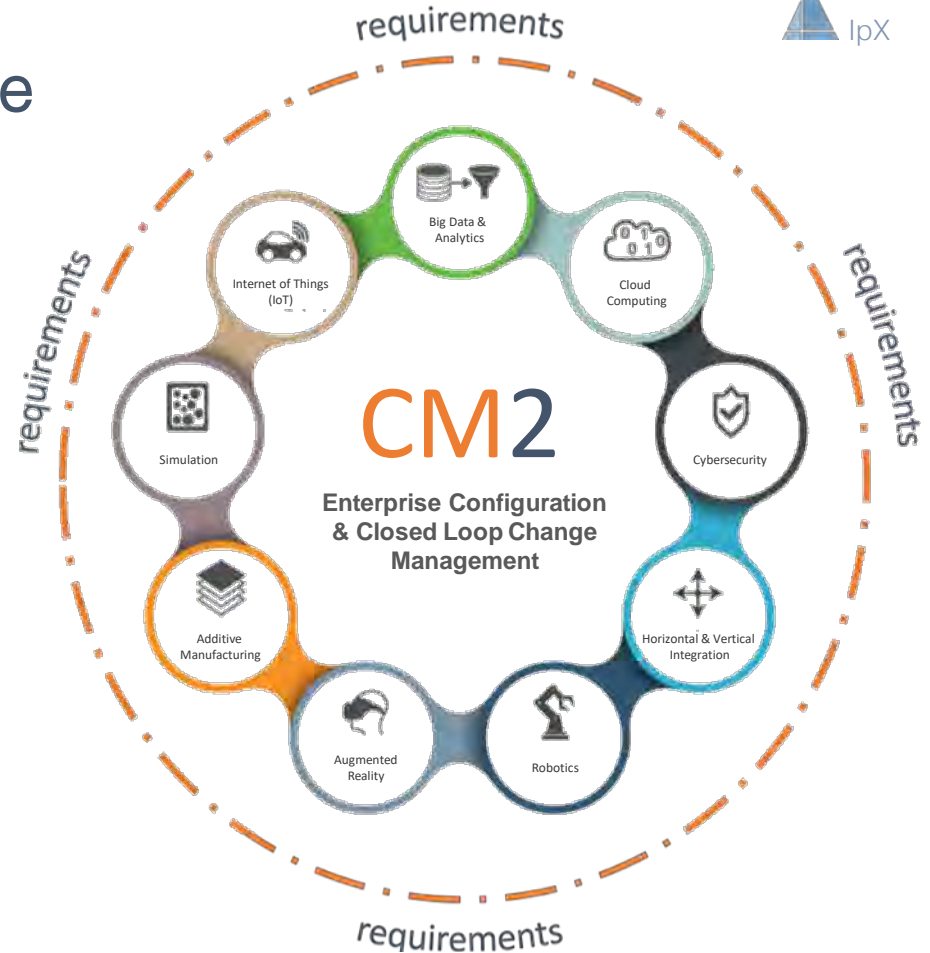 requirements
IpX
e
Big Data &
Analytics
Internet of Things
(IoT)
Cloud
Computing
requirements
requirements
CM2
Simulation
Cybersecurity
Enterprise Configuration
& Closed Loop Change
Management
Additive
Manufacturing
Horizontal & Vertical
Integration
Augmented
Reality
Robotics
requirements